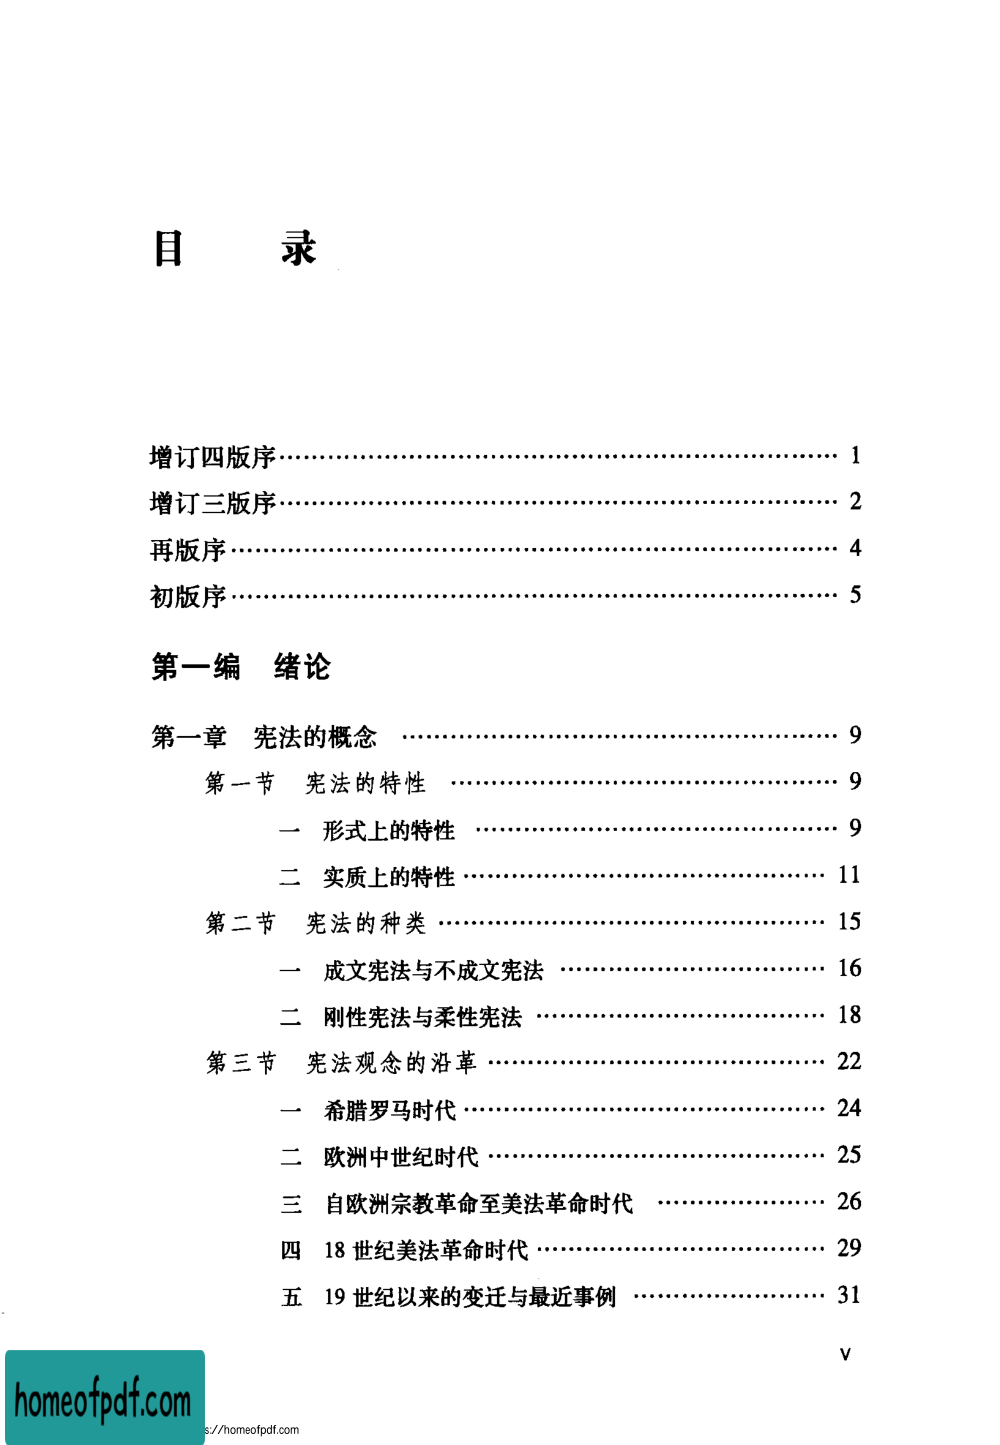 目 录
增订四版序…………………………………………………………… 1
增订三版序…………………………………………………………… 2
再版序………………………………………………………………… 4
初版序………………………………………………………………… 5
第一编 绪论
第一章 宪法的概念 ……………………………………………… 9
第一节 宪法的特性 ………………………………………… 9
一 形式上的特性 ……………………………………… 9
二 实质上的特性……………………………………… 11
第二节 宪法的种类………………………………………… 15
一 成文宪法与不成文宪法 …………………………… 16
二 刚性宪法与柔性宪法 ……………………………… 18
第三节 宪法观念的沿革 …………………………………… 22
一 希腊罗马时代……………………………………… 24
二 欧洲中世纪时代…………………………………… 25
三 自欧洲宗教革命至美法革命时代 ………………… 26
四 18世纪美法革命时代……………………………… 29
五 19世纪以来的变迁与最近事例 …………………… 31
V
homeofpdf.com
s://homeofpdf.com